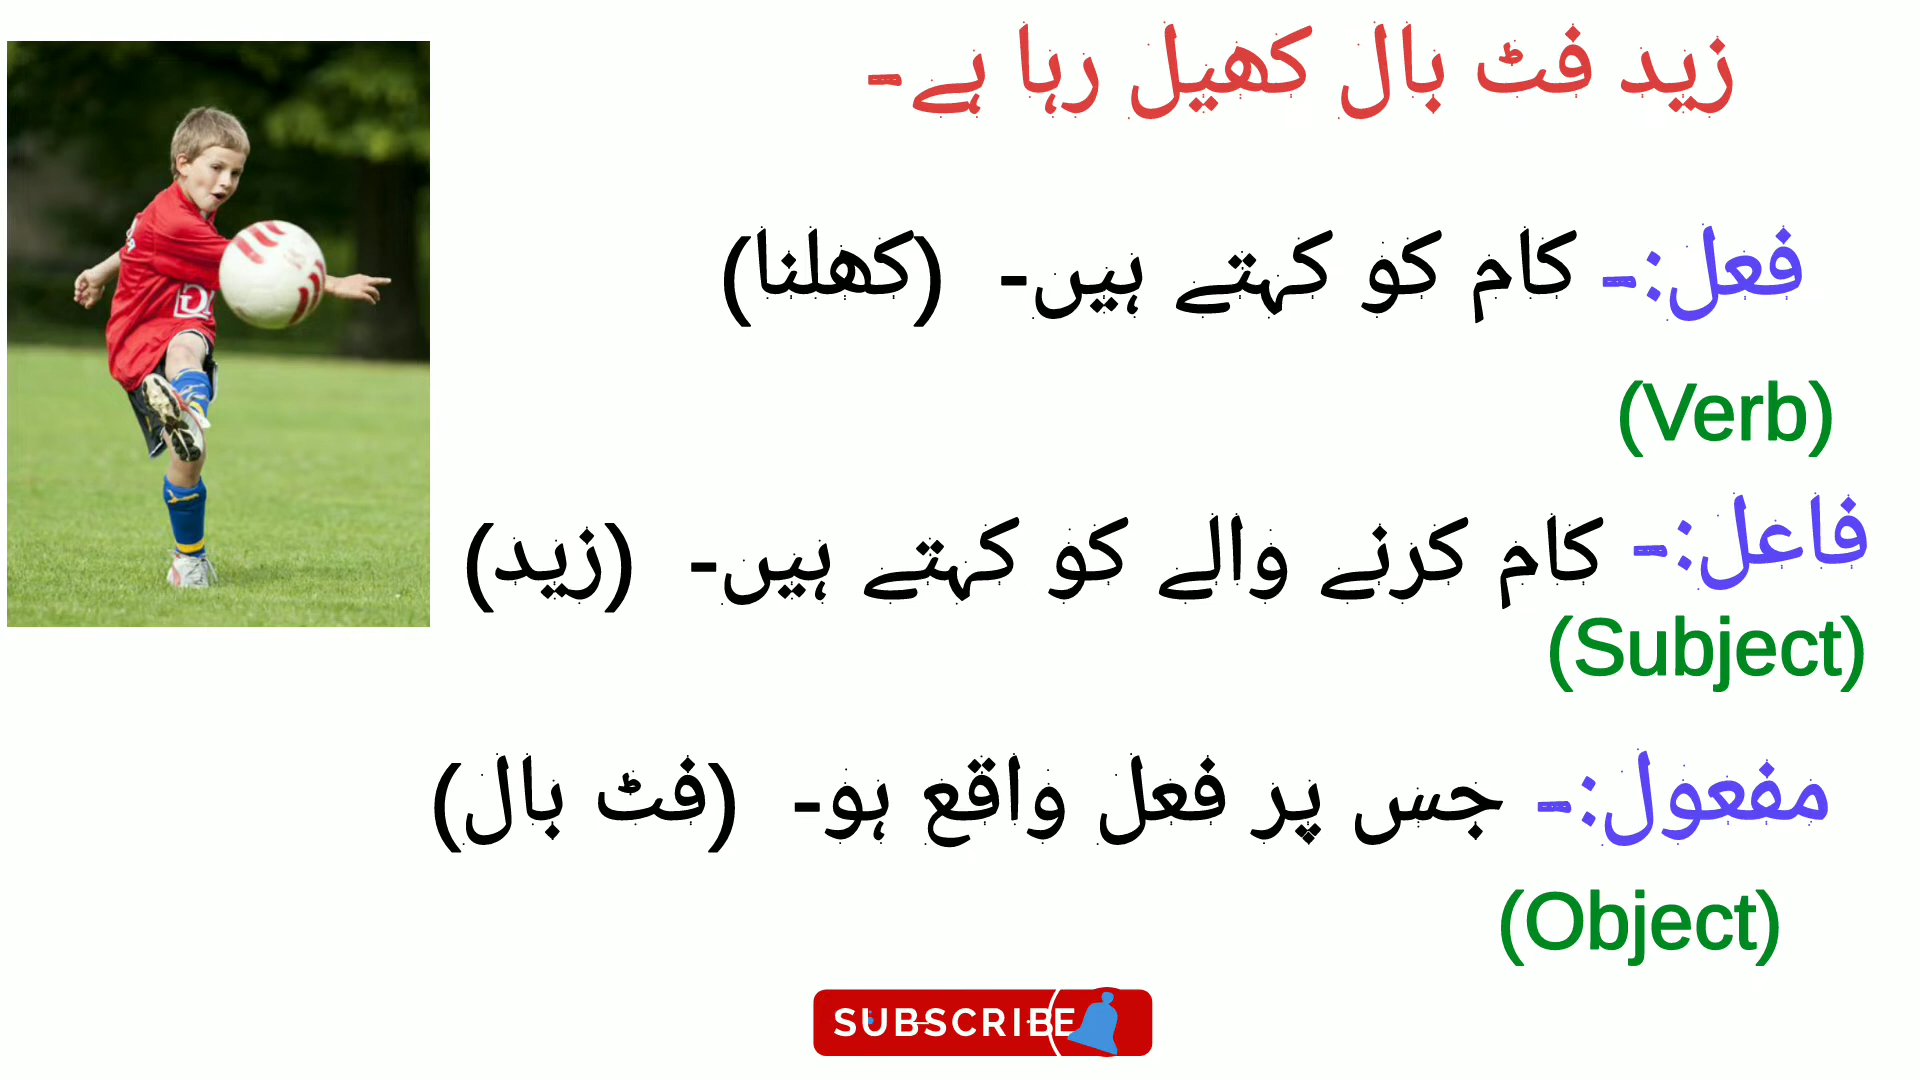 زید فٹ بال کھیل رہا ہے-
فعل:- کام کو کہتے ہیں- (کھلنا)
(Verb)
فاعل:- کام کرنے والے کو کہتے ہیں- (زید)
(Subject)
مفعول:- جس پر فعل واقع ہو- (فٹ بال)
(Object)
SUBSCRIBE